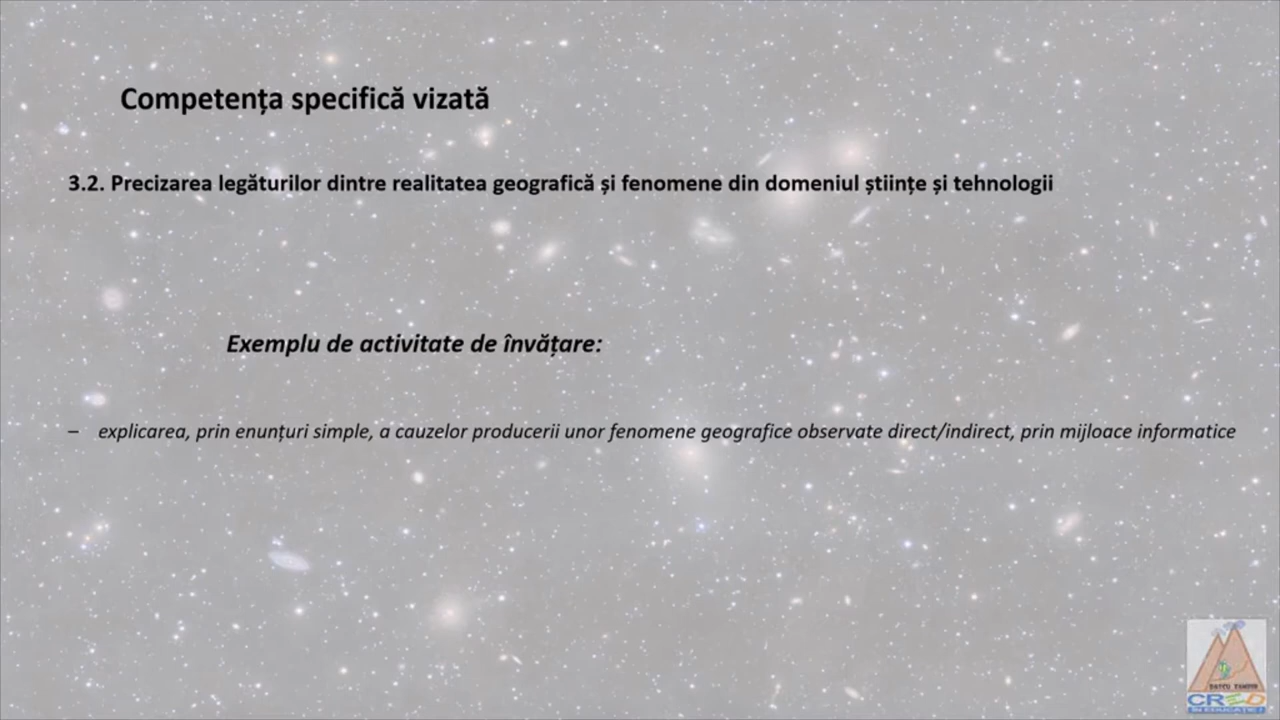 Competența specifică vizată
3.2. Precizarea legăturilor dintre realitatea geografică și fenomene din domeniul științe și tehnologii
Exemplu de activitate de învățare:
– explicarea, prin enunțuri simple, a cauzelor producerii unor fenomene geografice observate direct/indirect, prin mijloace informatice
CRED